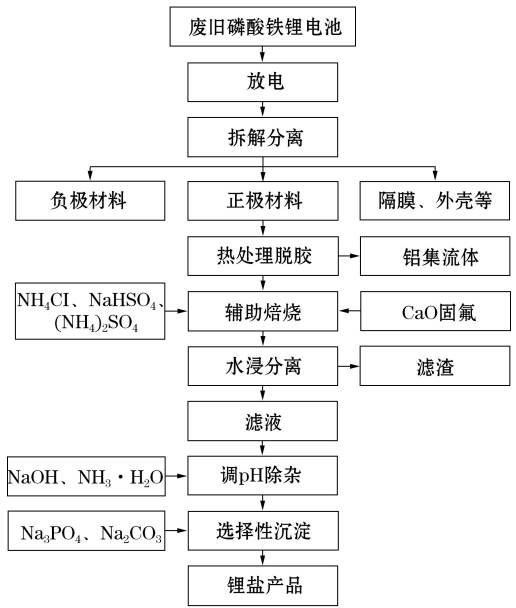 废旧磷酸铁锂电池
放电
拆解分离
负极材料
正极材料
隔膜、外壳等
热处理脱胶
铝集流体
NH₄CI、NaHSO₄、
(NH₄)₂SO₄
辅助焙烧
CaO固氟
水浸分离
滤渣
滤液
NaOH、NH₃·H₂O
调pH除杂
Na₃PO₄、Na₂CO₃
选择性沉淀
锂盐产品